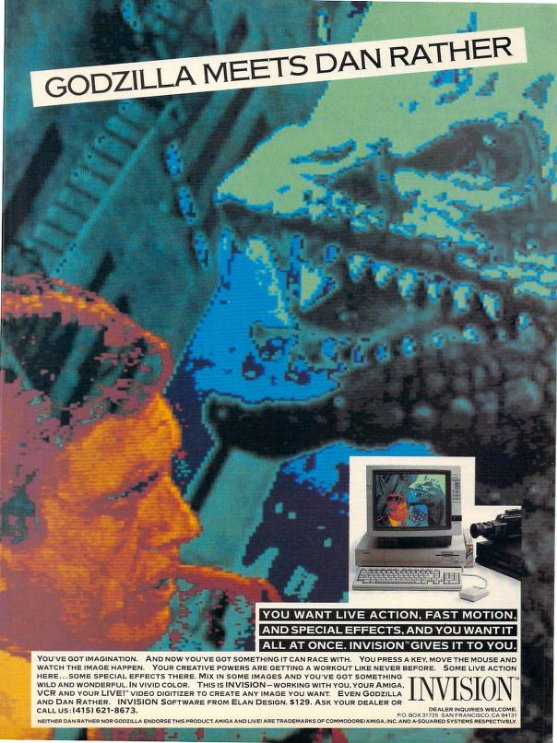 GODZILLA MEETS DAN RATHER
YOU WANT LIVE ACTION, FAST MOTION,
AND SPECIAL EFFECTS, AND YOU WANT IT
ALL AT ONCE. INVISION™ GIVES IT TO YOU.
YOU'VE GOT IMAGINATION. AND NOW YOU'VE GOT SOMETHING IT CAN RACE WITH. YOU PRESS A KEY, MOVE THE MOUSE AND
WATCH THE IMAGE HAPPEN. YOUR CREATIVE POWERS ARE GETTING A WORKOUT LIKE NEVER BEFORE. SOME LIVE ACTION
HERE...SOME SPECIAL EFFECTS THERE. MIX IN SOME IMAGES AND YOU'VE GOT SOMETHING
WILD AND WONDERFUL. IN VIVID COLOR. THIS IS INVISION—WORKING WITH YOU, YOUR AMIGA,
VCR AND YOUR LIVE!™ VIDEO DIGITIZER TO CREATE ANY IMAGE YOU WANT. EVEN GODZILLA
AND DAN RATHER. INVISION SOFTWARE FROM ELAN DESIGN. $129. ASK YOUR DEALER OR
CALL US: (415) 621-8673.
INVISION™
DEALER INQUIRIES WELCOME.
P.O. BOX 31725 SAN FRANCISCO, CA 94131
NEITHER DAN RATHER NOR GODZILLA ENDORSE THIS PRODUCT. AMIGA AND LIVE! ARE TRADEMARKS OF COMMODORE/AMIGA, INC. AND A-SQUARED SYSTEMS RESPECTIVELY.